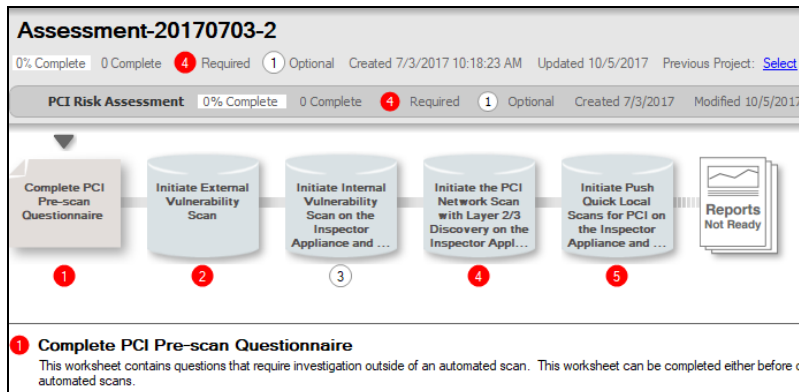 Assessment-20170703-2
0% Complete 0 Complete 4 Required 1 Optional Created 7/3/2017 10:18:23 AM Updated 10/5/2017 Previous Project: Select
PCI Risk Assessment 0% Complete 0 Complete 4 Required 1 Optional Created 7/3/2017 Modified 10/5/2017
Complete PCI
Pre-scan
Questionnaire
1
Initiate External
Vulnerability
Scan
2
Initiate Internal
Vulnerability
Scan on the
Inspector
Appliance and ...
3
Initiate the PCI
Network Scan
with Layer 2/3
Discovery on the
Inspector Appl...
4
Initiate Push
Quick Local
Scans for PCI on
the Inspector
Appliance and ...
5
Reports
Not Ready
1 Complete PCI Pre-scan Questionnaire
This worksheet contains questions that require investigation outside of an automated scan. This worksheet can be completed either before
automated scans.